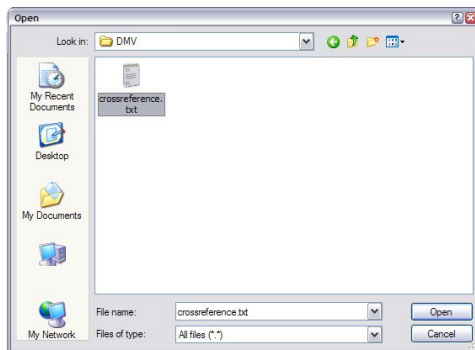 Open
Look in:
DMV
My Recent
Documents
Desktop
My Documents
My Network
crossreference.
txt
File name:
crossreference.txt
Open
Files of type:
All files (*.*)
Cancel